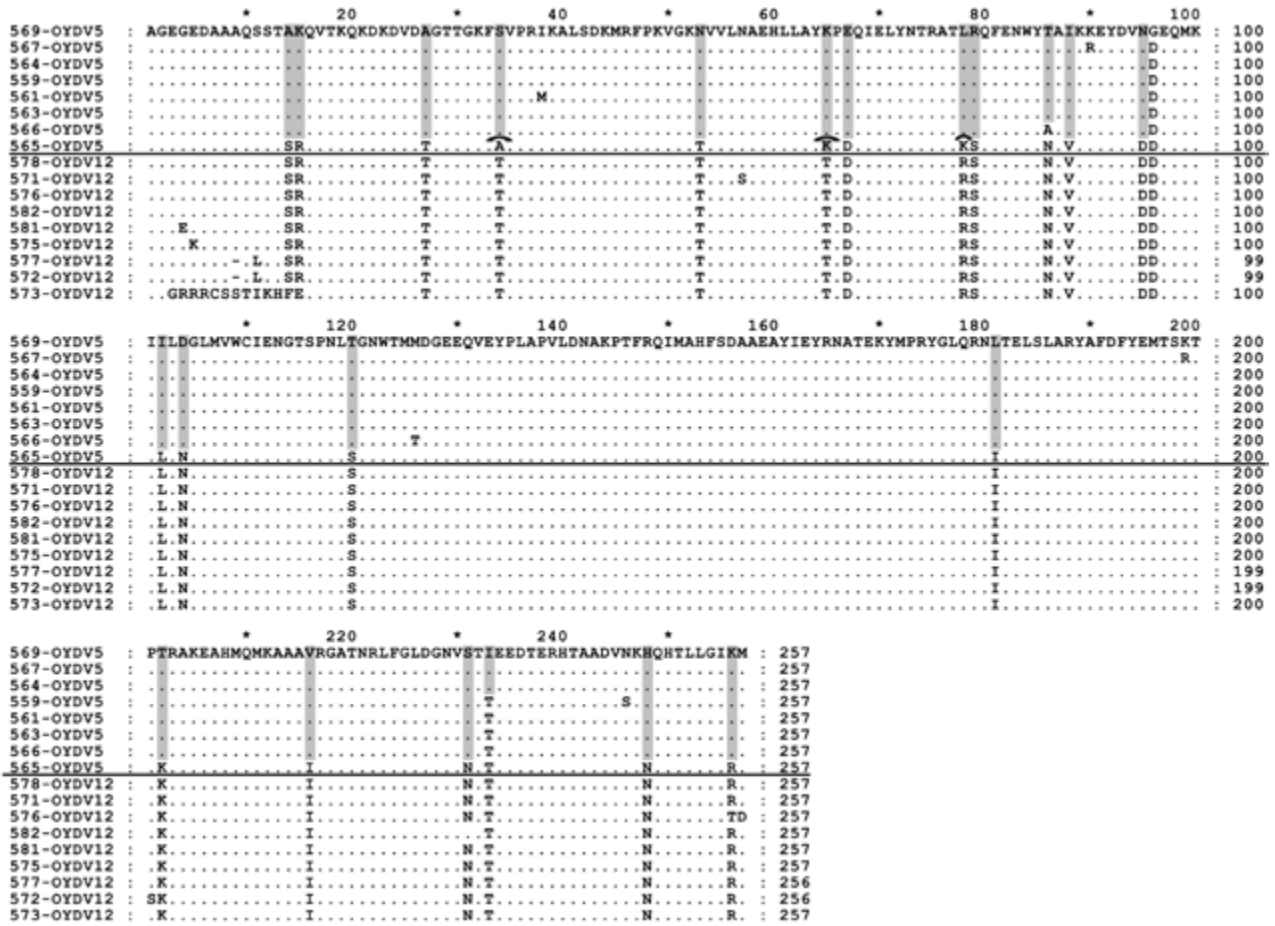 * 20 * 40 * 60 * 80 * 100
569-OYDV5 : AGEGEDAAAQSSTAKQVTKQKDKDVDAGTTGKFSVPRIKALSDKMRFPKVGKNVVLNAEHLLAYKPEQIELYNTRATLRQFENWYTAIKKEYDVNGEQMK : 100
567-OYDV5 : .........................................................................................R.....D.... : 100
564-OYDV5 : ...............................................................................................D.... : 100
559-OYDV5 : ...............................................................................................D.... : 100
561-OYDV5 : .....................................M.........................................................D.... : 100
563-OYDV5 : ...............................................................................................D.... : 100
566-OYDV5 : .....................................................................................A.........D.... : 100
565-OYDV5 : .............SR...........T......A..................T...........K.D..........KS......N.V......DD.... : 100
578-OYDV12 : .............SR...........T......T..................T...........T.D..........RS......N.V......DD.... : 100
571-OYDV12 : .............SR...........T......T..................T...S.......T.D..........RS......N.V......DD.... : 100
576-OYDV12 : .............SR...........T......T..................T...........T.D..........RS......N.V......DD.... : 100
582-OYDV12 : .............SR...........T......T..................T...........T.D..........RS......N.V......DD.... : 100
581-OYDV12 : ...E.........SR...........T......T..................T...........T.D..........RS......N.V......DD.... : 100
575-OYDV12 : ....K........SR...........T......T..................T...........T.D..........RS......N.V......DD.... : 100
577-OYDV12 : ........-.L..SR...........T......T..................T...........T.D..........RS......N.V......DD.... : 99
572-OYDV12 : ........-.L..SR...........T......T..................T...........T.D..........RS......N.V......DD.... : 99
573-OYDV12 : ..GRRRCSSTIKHFE...........T......T..................T...........T.D..........RS......N.V......DD.... : 100
* 120 * 140 * 160 * 180 * 200
569-OYDV5 : IILDGLMVWCIENGTSPNLTGNWTMMDGEEQVEYPLAPVLDNAKPTFRQIMAHFSDAAEAYIEYRNATEKYMPRYGLQRNLTELSLARYAFDFYEMTSKT : 200
567-OYDV5 : ..................................................................................................R. : 200
564-OYDV5 : .................................................................................................... : 200
559-OYDV5 : .................................................................................................... : 200
561-OYDV5 : .................................................................................................... : 200
563-OYDV5 : .................................................................................................... : 200
566-OYDV5 : .........................T.......................................................................... : 200
565-OYDV5 : .L.N...............S............................................................I................... : 200
578-OYDV12 : .L.N...............S............................................................I................... : 200
571-OYDV12 : .L.N...............S............................................................I................... : 200
576-OYDV12 : .L.N...............S............................................................I................... : 200
582-OYDV12 : .L.N...............S............................................................I................... : 200
581-OYDV12 : .L.N...............S............................................................I................... : 200
575-OYDV12 : .L.N...............S............................................................I................... : 200
577-OYDV12 : .L.N...............S............................................................I................... : 199
572-OYDV12 : .L.N...............S............................................................I................... : 199
573-OYDV12 : .L.N...............S............................................................I................... : 200
* 220 * 240 *
569-OYDV5 : PTRAKEAHMQMKAAAVRGATNRLFGLDGNVSTIEEDTERHTAADVNKHQHTLLGIKM : 257
567-OYDV5 : ......................................................... : 257
564-OYDV5 : ......................................................... : 257
559-OYDV5 : ................................T............S........... : 257
561-OYDV5 : ................................T........................ : 257
563-OYDV5 : ................................T........................ : 257
566-OYDV5 : ................................T........................ : 257
565-OYDV5 : .K.............I..............N.T..............N.......R. : 257
578-OYDV12 : .K.............I..............N.T..............N.......R. : 257
571-OYDV12 : .K.............I..............N.T..............N.......R. : 257
576-OYDV12 : .K.............I..............N.T..............N.......TD : 257
582-OYDV12 : .K.............I................T..............N.......R. : 257
581-OYDV12 : .K.............I..............N.T..............N.......R. : 257
575-OYDV12 : .K.............I..............N.T..............N.......R. : 257
577-OYDV12 : .K.............I..............N.T..............N.......R. : 256
572-OYDV12 : SK.............I..............N.T..............N.......R. : 256
573-OYDV12 : .K.............I..............N.T..............N.......R. : 257